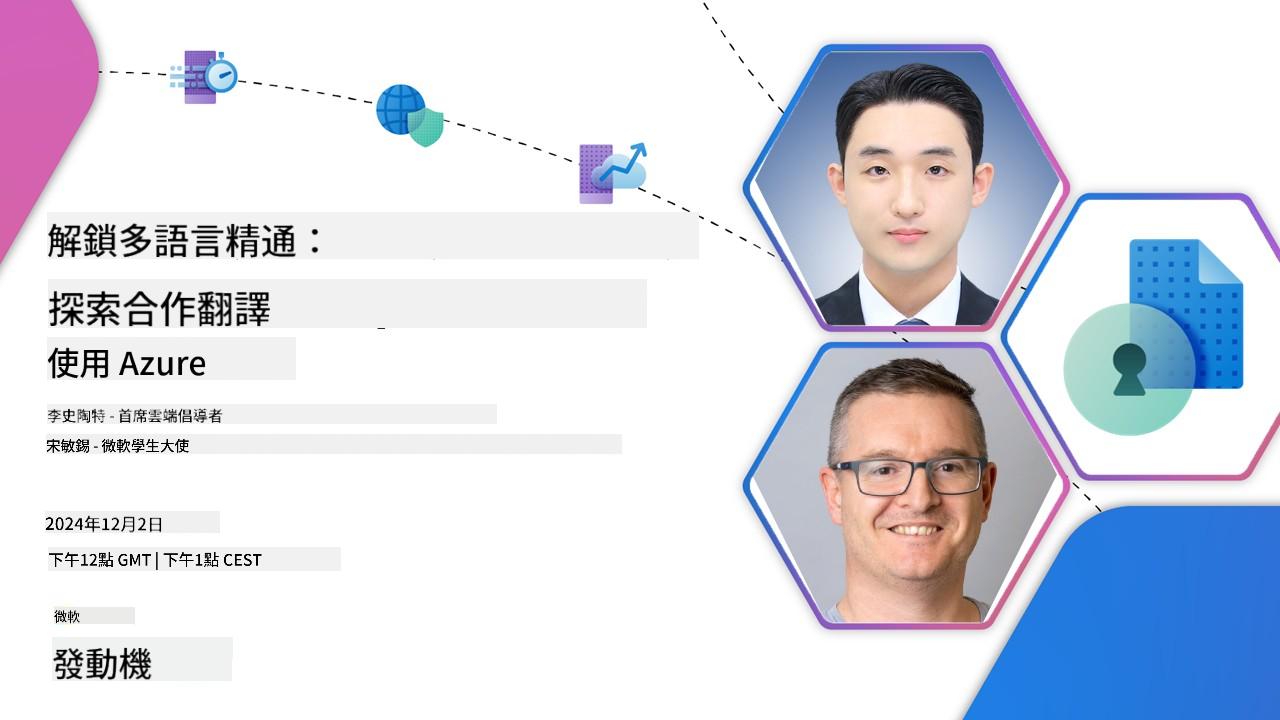 解鎖多語言精通：
探索合作翻譯
使用 Azure
李史陶特 - 首席雲端倡導者
宋敏錫 - 微軟學生大使
2024年12月2日
下午12點 GMT | 下午1點 CEST
微軟
發動機